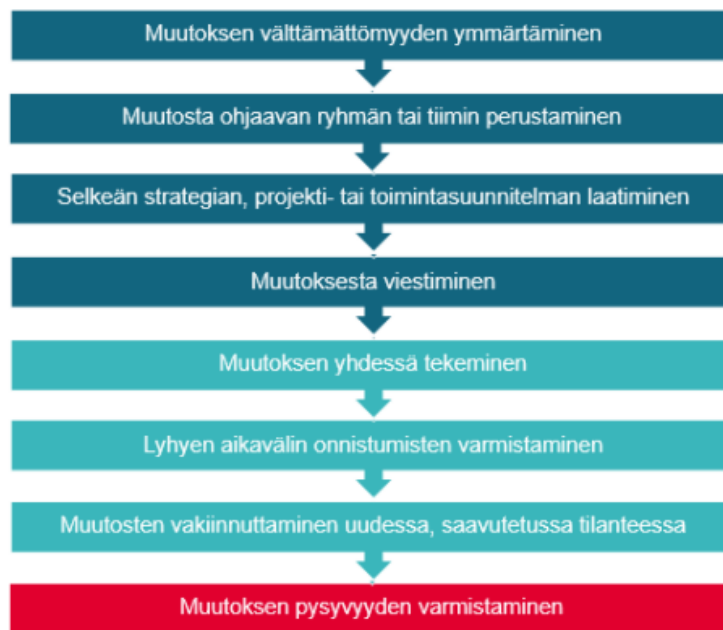 Muutoksen välttämättömyyden ymmärtäminen
Muutosta ohjaavan ryhmän tai tiimin perustaminen
Selkeän strategian, projekti- tai toimintasuunnitelman laatiminen
Muutoksesta viestiminen
Muutoksen yhdessä tekeminen
Lyhyen aikavälin onnistumisten varmistaminen
Muutosten vakiinnuttaminen uudessa, saavutetussa tilanteessa
Muutoksen pysyvyyden varmistaminen